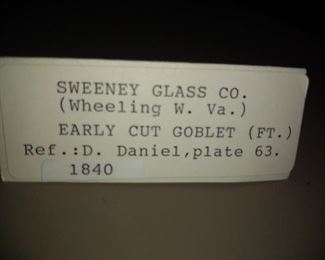 SWEENEY GLASS CO.
(Wheeling W. Va.)
EARLY CUT GOBLET (FT.)
Ref.:D. Daniel,plate 63.
1840